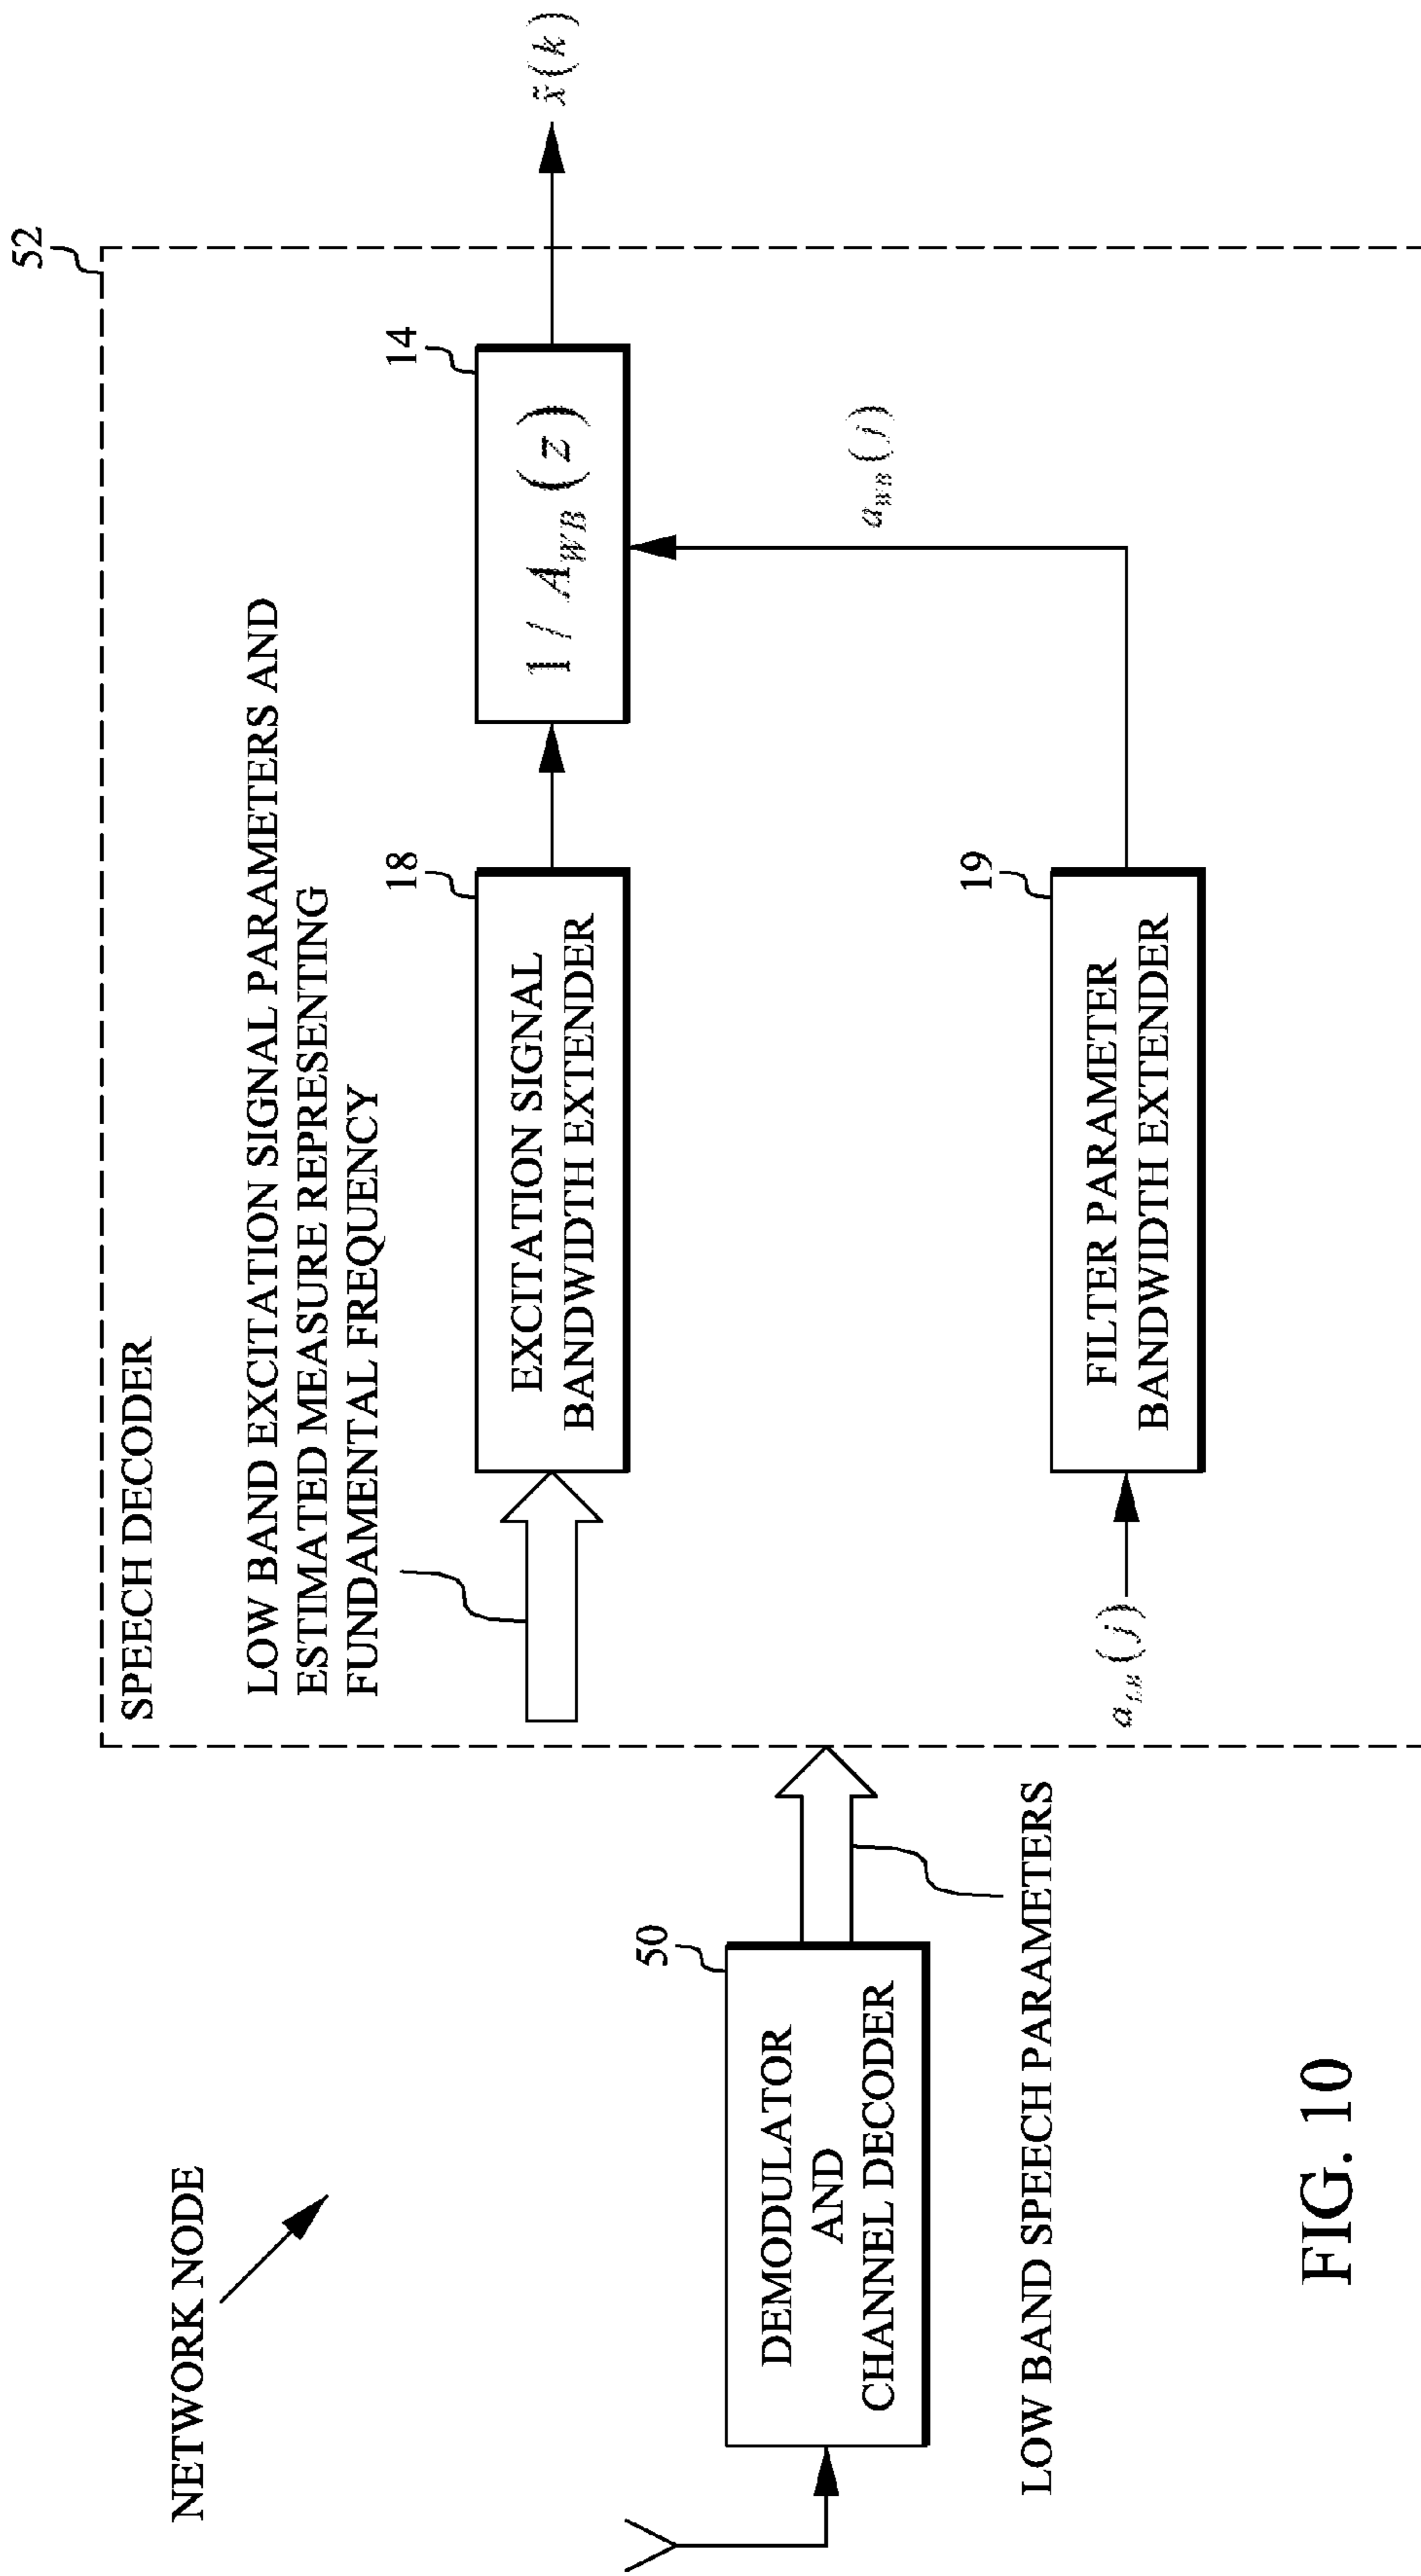 NETWORK NODE
52
SPEECH DECODER
LOW BAND EXCITATION SIGNAL PARAMETERS AND
ESTIMATED MEASURE REPRESENTING
FUNDAMENTAL FREQUENCY
18
EXCITATION SIGNAL
BANDWIDTH EXTENDER
14
1 / A_WB (z)
x̃(k)
50
DEMODULATOR
AND
CHANNEL DECODER
LOW BAND SPEECH PARAMETERS
a_LB(j)
19
FILTER PARAMETER
BANDWIDTH EXTENDER
a_WB(j)
FIG. 10